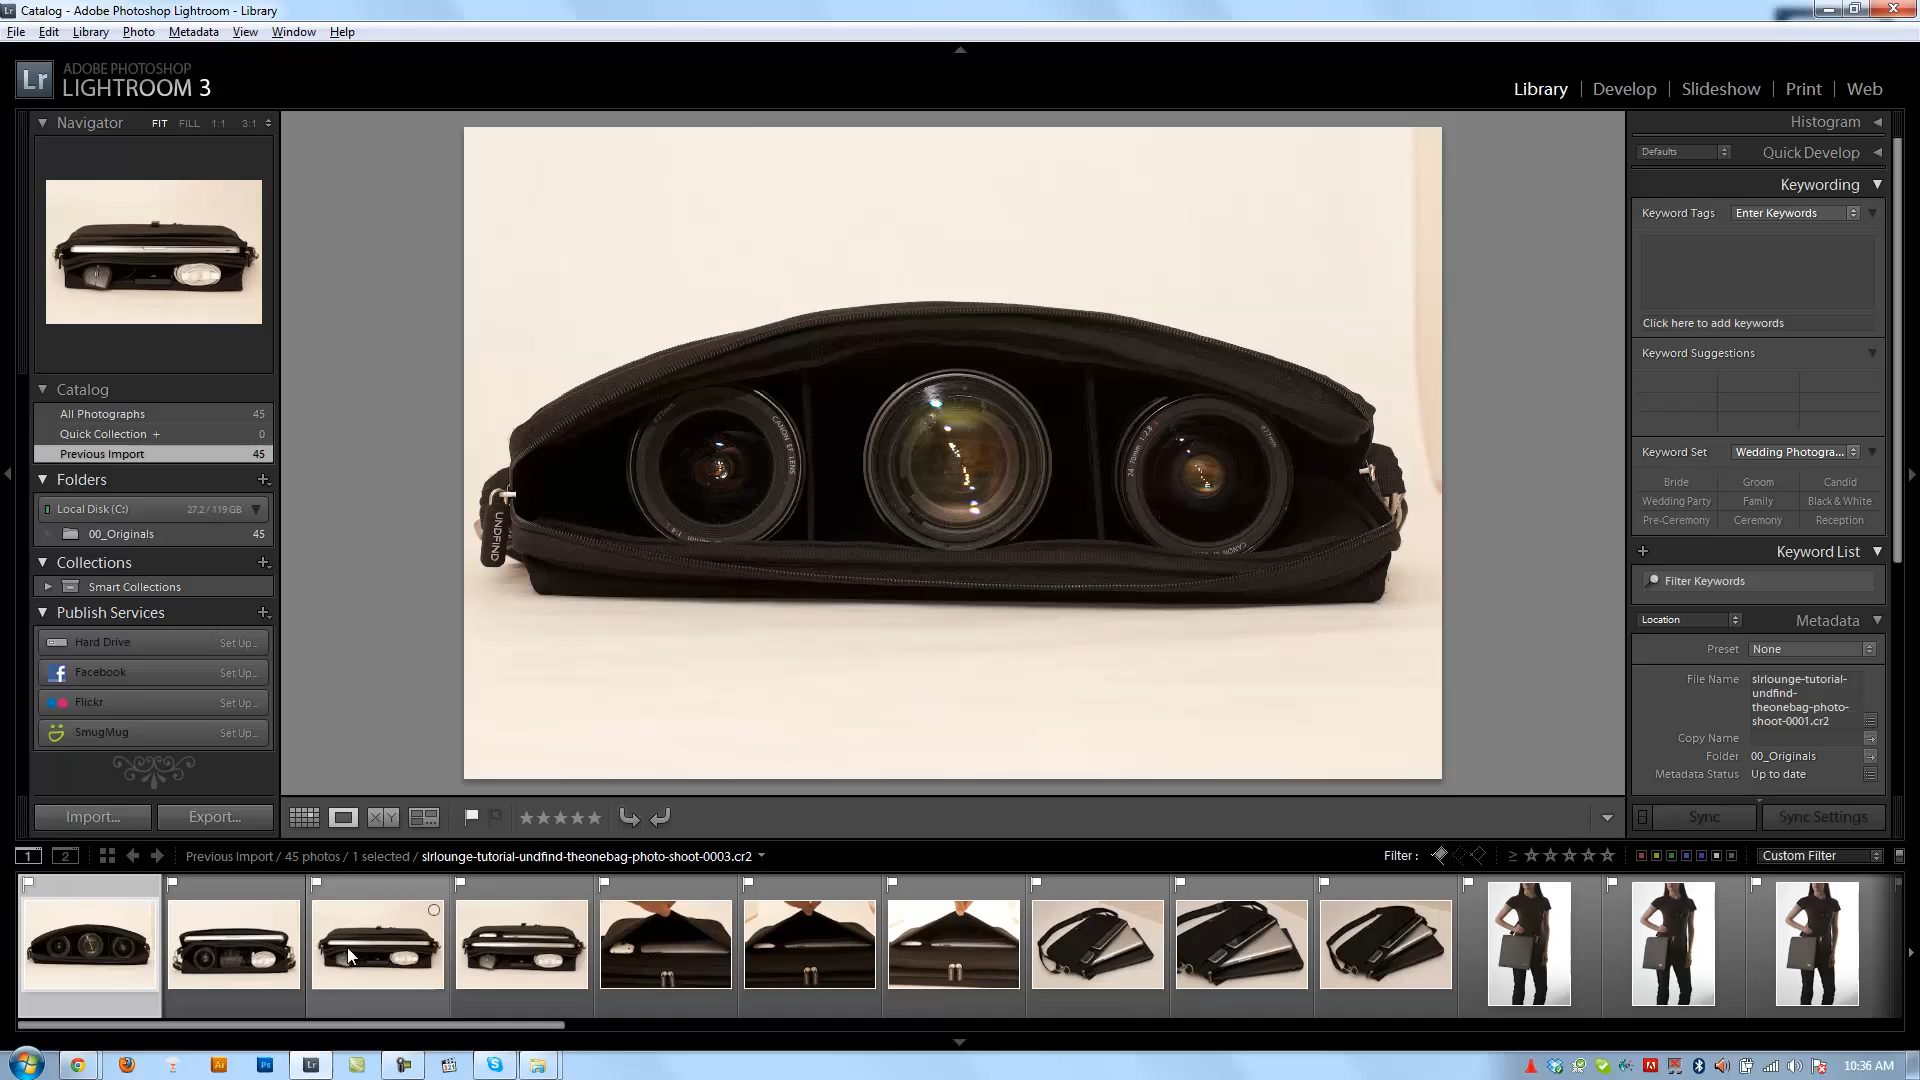 Catalog - Adobe Photoshop Lightroom - Library
File Edit Library Photo Metadata View Window Help
Lr ADOBE PHOTOSHOP
LIGHTROOM 3
Library | Develop | Slideshow | Print | Web
Navigator FIT FILL 1:1 3:1
Catalog
All Photographs 45
Quick Collection + 0
Previous Import 45
Folders
Local Disk (C:) 27.2 / 119 GB
00_Originals 45
Collections
Smart Collections
Publish Services
Hard Drive Set Up...
Facebook Set Up...
Flickr Set Up...
SmugMug Set Up...
Import... Export...
CANON EF LENS
UNDFIND
Histogram
Defaults Quick Develop
Keywording
Keyword Tags Enter Keywords
Click here to add keywords
Keyword Suggestions
Keyword Set Wedding Photogra...
Bride Groom Candid
Wedding Party Family Black & White
Pre-Ceremony Ceremony Reception
Keyword List
Filter Keywords
Location Metadata
Preset None
File Name slrlounge-tutorial-
undfind-
theonebag-photo-
shoot-0001.cr2
Copy Name
Folder 00_Originals
Metadata Status Up to date
Sync Sync Settings
XY
1 2 Previous Import / 45 photos / 1 selected / slrlounge-tutorial-undfind-theonebag-photo-shoot-0003.cr2
Filter : ≥ Custom Filter
Ai Ps Lr
10:36 AM